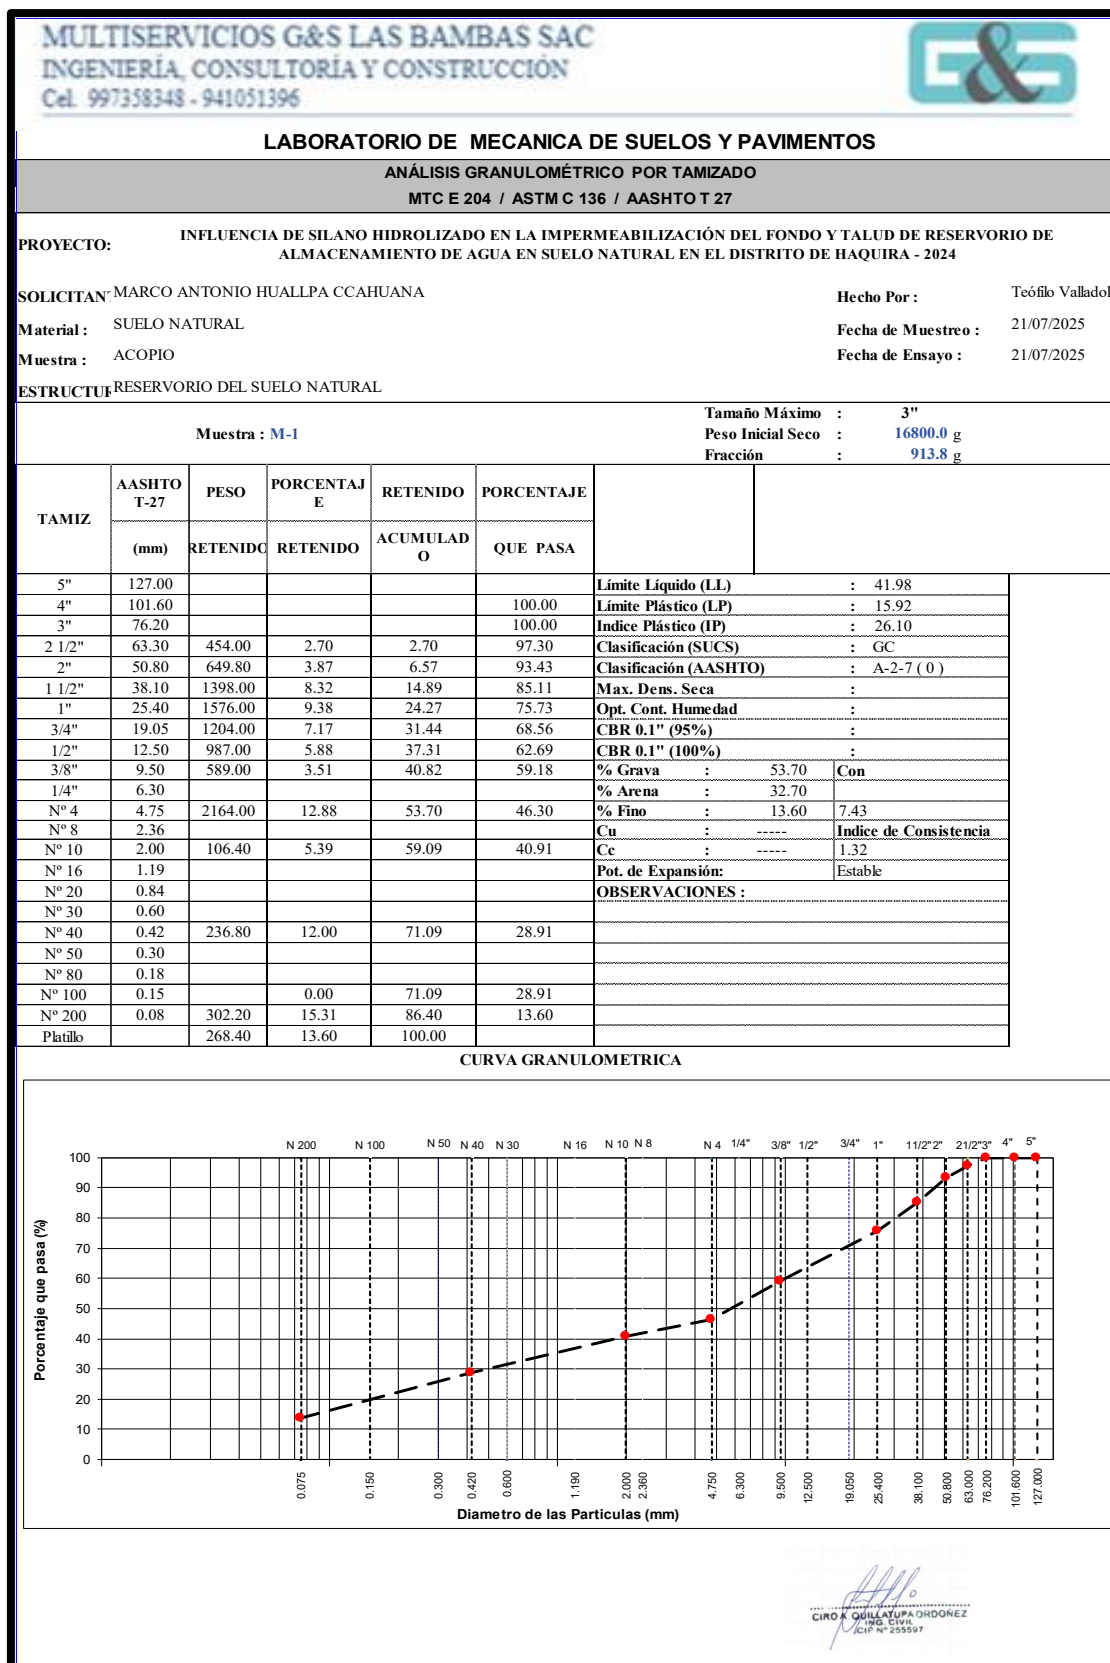 MULTISERVICIOS G&S LAS BAMBAS SAC
INGENIERÍA, CONSULTORÍA Y CONSTRUCCIÓN
Cel. 997358348 - 941051396
G&S
LABORATORIO DE MECANICA DE SUELOS Y PAVIMENTOS
ANÁLISIS GRANULOMÉTRICO POR TAMIZADO
MTC E 204 / ASTM C 136 / AASHTO T 27
PROYECTO: INFLUENCIA DE SILANO HIDROLIZADO EN LA IMPERMEABILIZACIÓN DEL FONDO Y TALUD DE RESERVORIO DE
ALMACENAMIENTO DE AGUA EN SUELO NATURAL EN EL DISTRITO DE HAQUIRA - 2024
SOLICITAN MARCO ANTONIO HUALLPA CCAHUANA Hecho Por : Teófilo Valladol
Material : SUELO NATURAL Fecha de Muestreo : 21/07/2025
Muestra : ACOPIO Fecha de Ensayo : 21/07/2025
ESTRUCTUR RESERVORIO DEL SUELO NATURAL
Tamaño Máximo : 3"
Muestra : M-1 Peso Inicial Seco : 16800.0 g
Fracción : 913.8 g
TAMIZ AASHTO T-27 PESO PORCENTAJE RETENIDO PORCENTAJE
(mm) RETENIDO RETENIDO ACUMULADO QUE PASA
5" 127.00 Límite Líquido (LL) : 41.98
4" 101.60 100.00 Límite Plástico (LP) : 15.92
3" 76.20 100.00 Indice Plástico (IP) : 26.10
2 1/2" 63.30 454.00 2.70 2.70 97.30 Clasificación (SUCS) : GC
2" 50.80 649.80 3.87 6.57 93.43 Clasificación (AASHTO) : A-2-7 ( 0 )
1 1/2" 38.10 1398.00 8.32 14.89 85.11 Max. Dens. Seca :
1" 25.40 1576.00 9.38 24.27 75.73 Opt. Cont. Humedad :
3/4" 19.05 1204.00 7.17 31.44 68.56 CBR 0.1" (95%) :
1/2" 12.50 987.00 5.88 37.31 62.69 CBR 0.1" (100%) :
3/8" 9.50 589.00 3.51 40.82 59.18 % Grava : 53.70 Con
1/4" 6.30 % Arena : 32.70
Nº 4 4.75 2164.00 12.88 53.70 46.30 % Fino : 13.60 7.43
Nº 8 2.36 Cu : ----- Indice de Consistencia
Nº 10 2.00 106.40 5.39 59.09 40.91 Cc : ----- 1.32
Nº 16 1.19 Pot. de Expansión: Estable
Nº 20 0.84 OBSERVACIONES :
Nº 30 0.60
Nº 40 0.42 236.80 12.00 71.09 28.91
Nº 50 0.30
Nº 80 0.18
Nº 100 0.15 0.00 71.09 28.91
Nº 200 0.08 302.20 15.31 86.40 13.60
Platillo 268.40 13.60 100.00
CURVA GRANULOMETRICA
N 200 N 100 N 50 N 40 N 30 N 16 N 10 N 8 N 4 1/4" 3/8" 1/2" 3/4" 1" 11/2" 2" 21/2" 3" 4" 5"
Porcentaje que pasa (%)
100
90
80
70
60
50
40
30
20
10
0
0.075 0.150 0.300 0.420 0.600 1.190 2.000 2.360 4.750 6.300 9.500 12.500 19.050 25.400 38.100 50.800 63.000 76.200 101.600 127.000
Diametro de las Particulas (mm)
CIRO A. QUILLATUPA ORDOÑEZ
ING. CIVIL
CIP Nº 255597